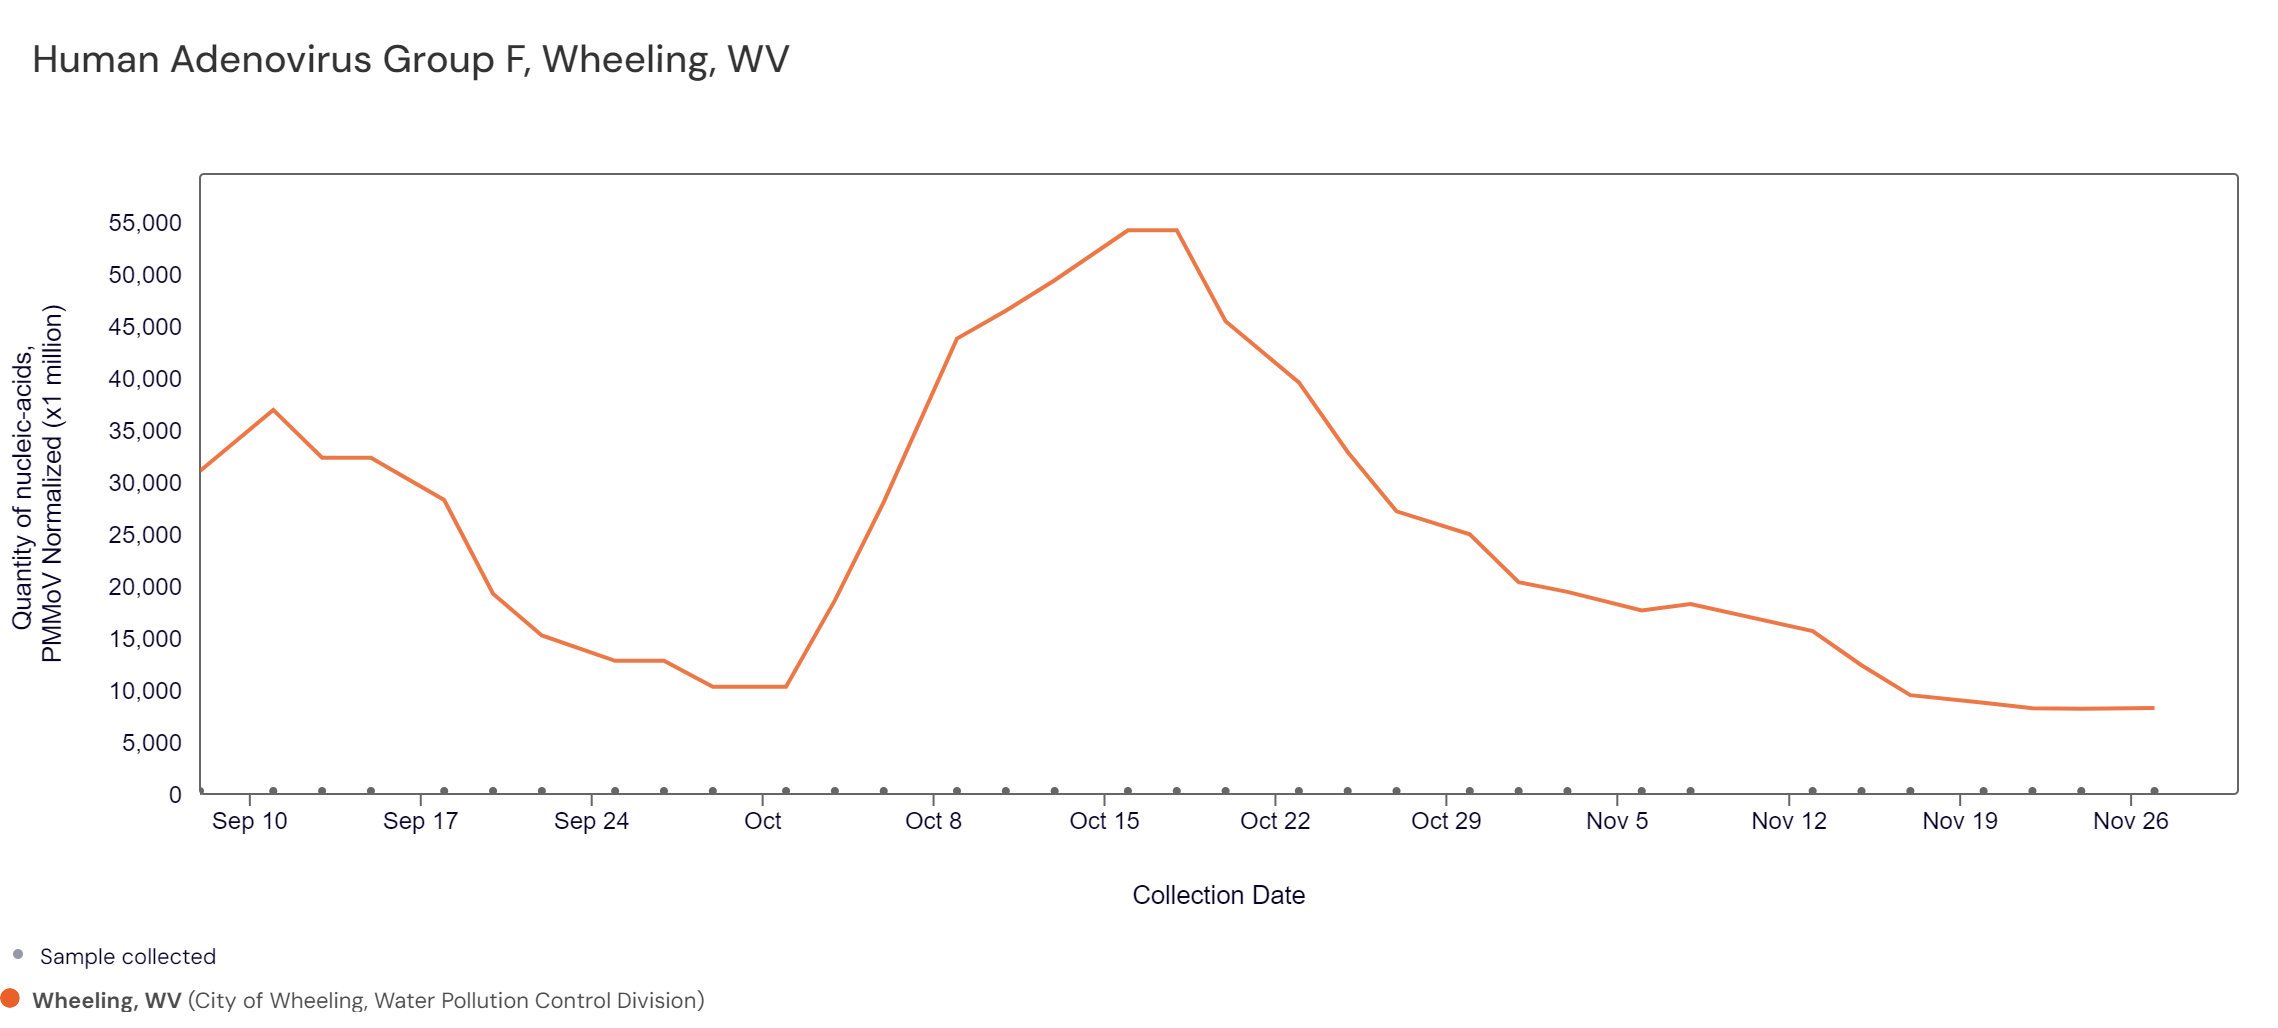 Human Adenovirus Group F, Wheeling, WV
Quantity of nucleic-acids,
PMMoV Normalized (x1 million)
55,000
50,000
45,000
40,000
35,000
30,000
25,000
20,000
15,000
10,000
5,000
0
Sep 10 Sep 17 Sep 24 Oct Oct 8 Oct 15 Oct 22 Oct 29 Nov 5 Nov 12 Nov 19 Nov 26
Collection Date
Sample collected
Wheeling, WV (City of Wheeling, Water Pollution Control Division)